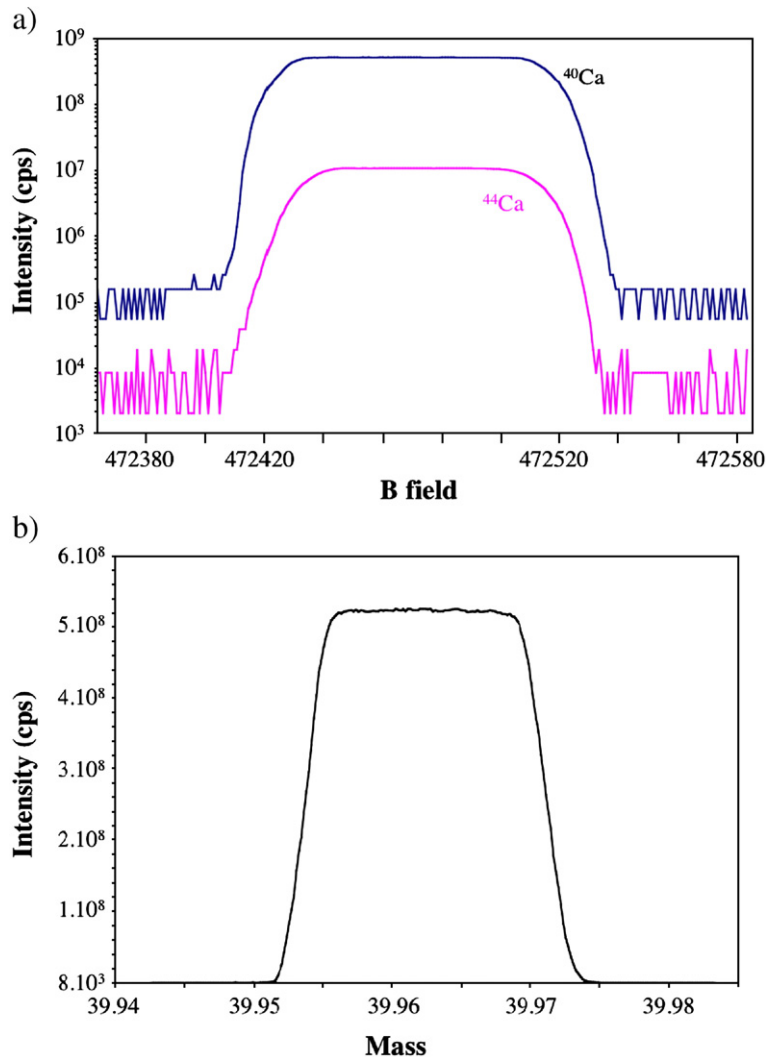 a)
10⁹
10⁸
10⁷
10⁶
10⁵
10⁴
10³
Intensity (cps)
⁴⁰Ca
⁴⁴Ca
472380 472420 472520 472580
B field
b)
6.10⁸
5.10⁸
4.10⁸
3.10⁸
2.10⁸
1.10⁸
8.10³
Intensity (cps)
39.94 39.95 39.96 39.97 39.98
Mass